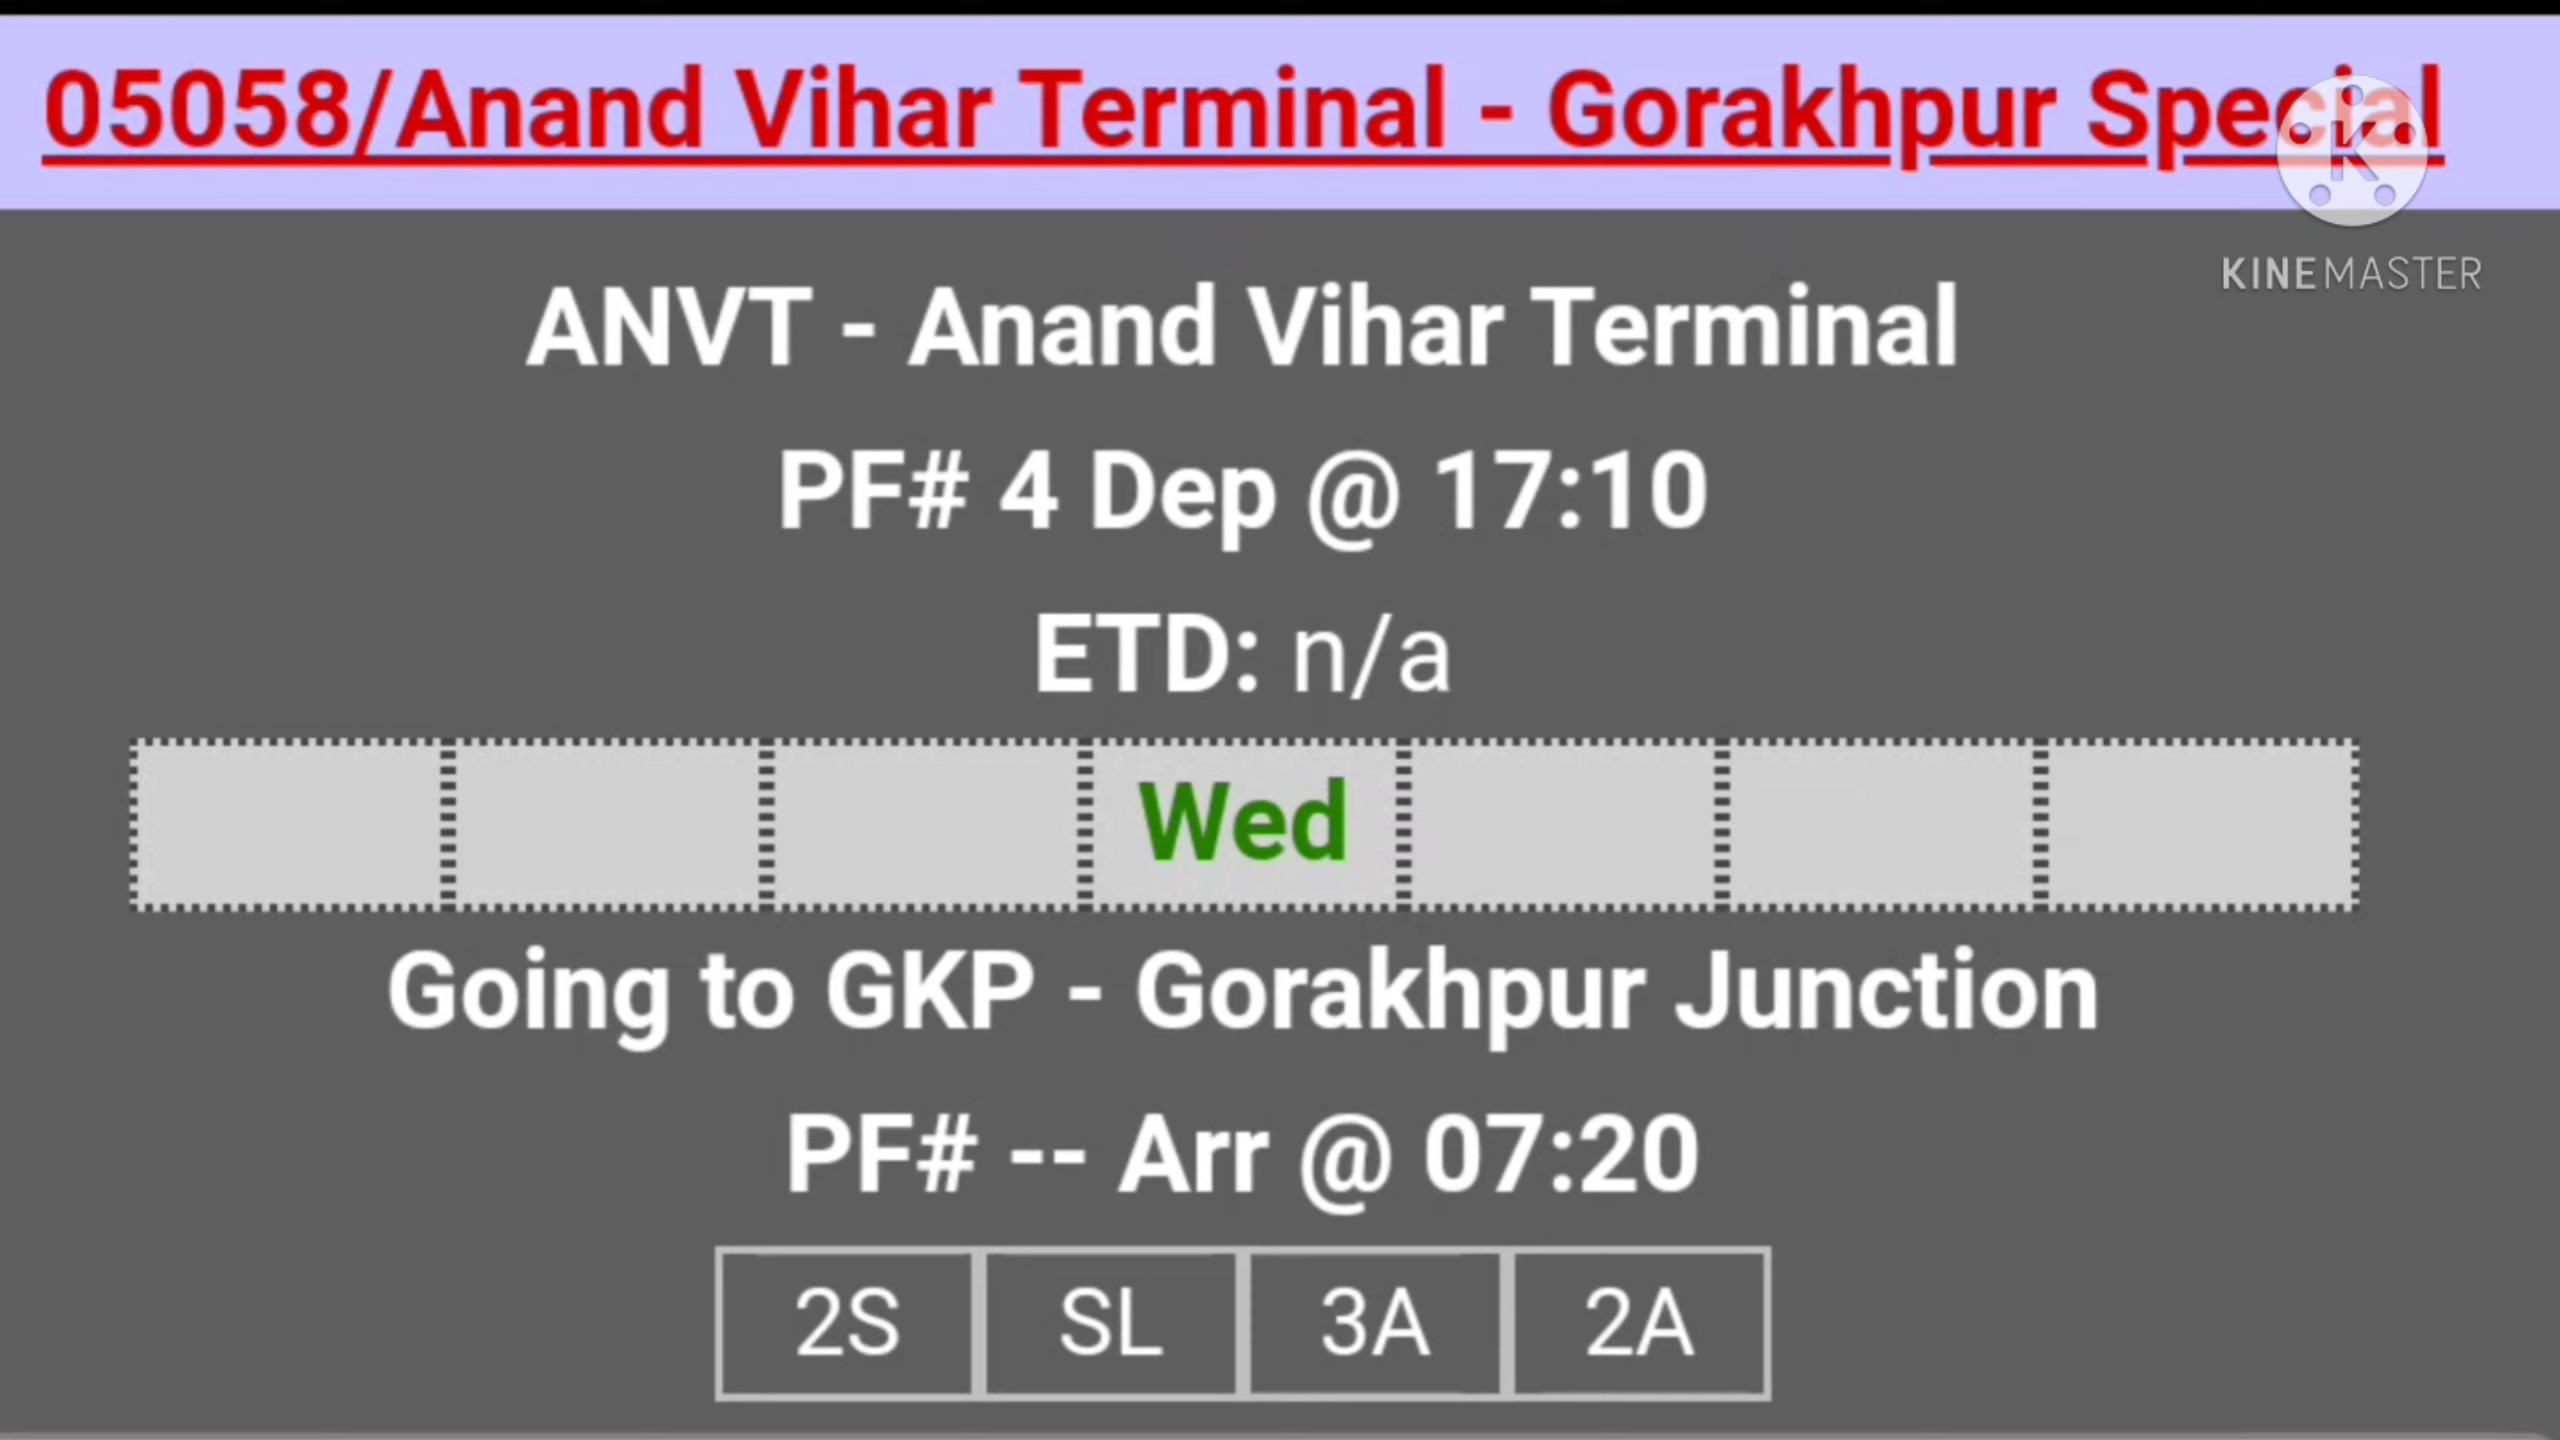 05058/Anand Vihar Terminal - Gorakhpur Special
KINEMASTER
ANVT - Anand Vihar Terminal
PF# 4 Dep @ 17:10
ETD: n/a
Wed
Going to GKP - Gorakhpur Junction
PF# -- Arr @ 07:20
2S SL 3A 2A